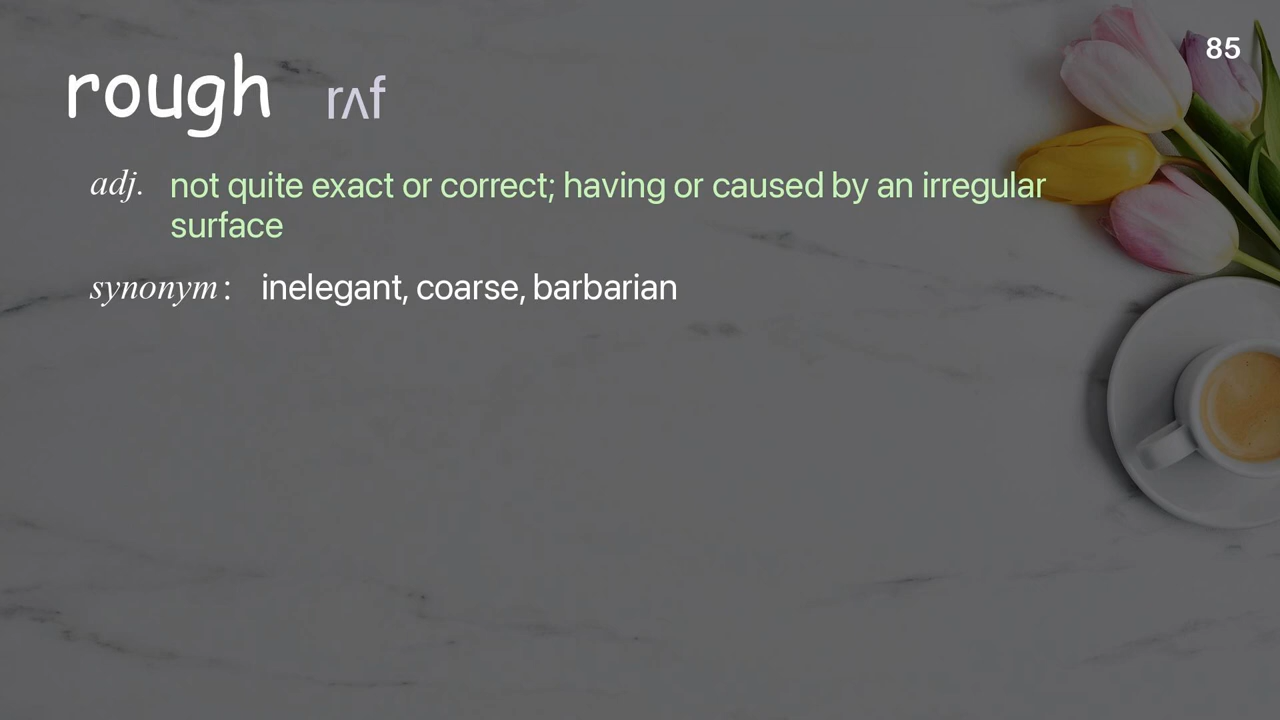 85
rough rʌf
adj. not quite exact or correct; having or caused by an irregular
surface
synonym : inelegant, coarse, barbarian